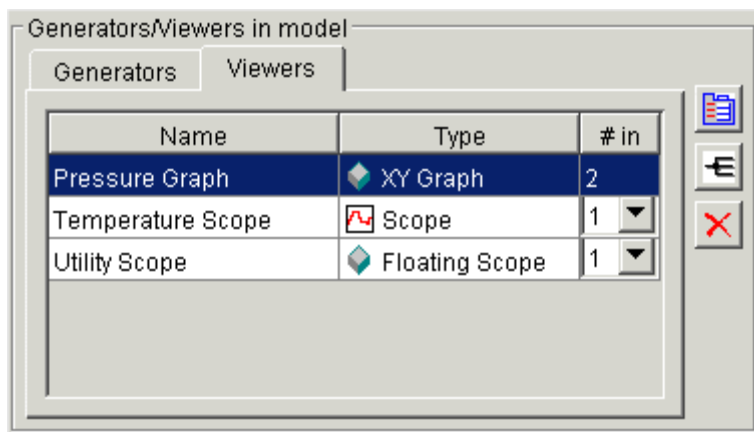 Generators/Viewers in model
Generators Viewers
Name Type # in
Pressure Graph XY Graph 2
Temperature Scope Scope 1
Utility Scope Floating Scope 1